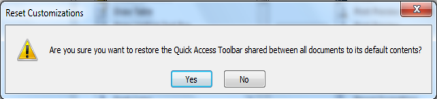 Reset Customizations
Are you sure you want to restore the Quick Access Toolbar shared between all documents to its default contents?
Yes
No